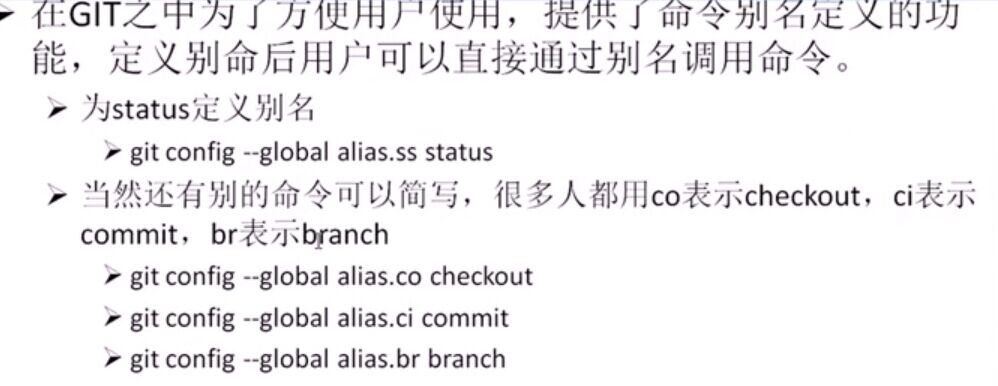 在GIT之中为了方便用户使用，提供了命令别名定义的功
能，定义别命后用户可以直接通过别名调用命令。
为status定义别名
git config --global alias.ss status
当然还有别的命令可以简写，很多人都用co表示checkout，ci表示
commit，br表示branch
git config --global alias.co checkout
git config --global alias.ci commit
git config --global alias.br branch